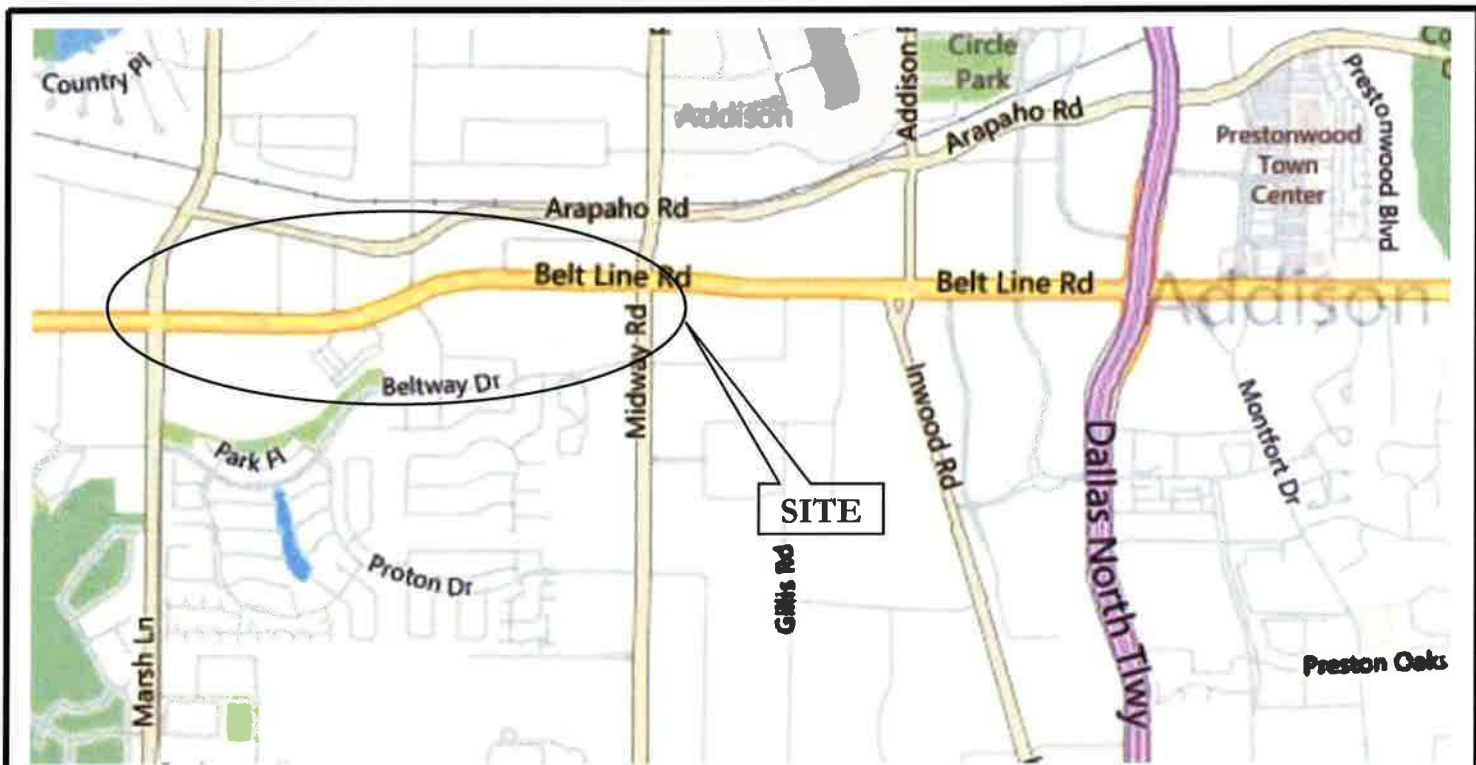 Country Pl
Addison
Addison
Circle
Park
Arapaho Rd
Prestonwood
Town
Center
Prestonwood Blvd
Arapaho Rd
Belt Line Rd
Belt Line Rd
Addison
Midway Rd
Beltway Dr
Inwood Rd
Montfort Dr
Park Pl
SITE
Dallas North Tlwy
Proton Dr
Gillis Rd
Marsh Ln
Preston Oaks